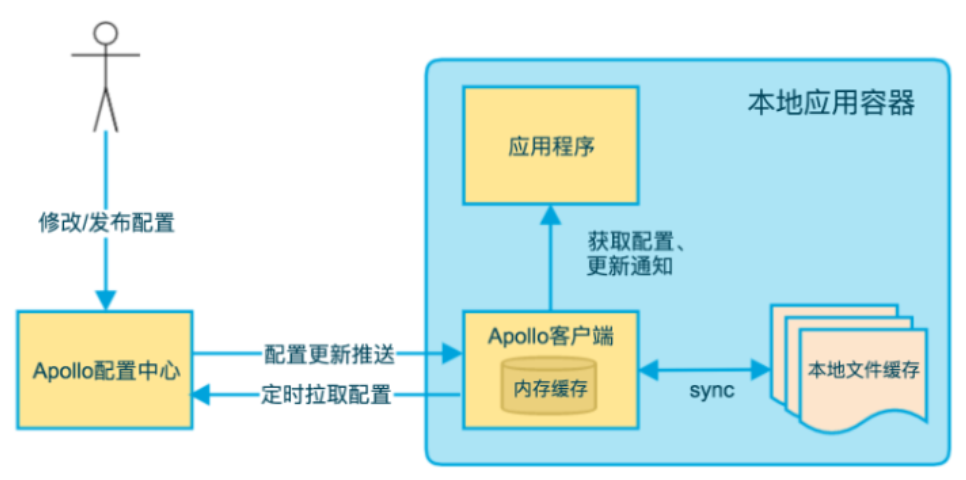 本地应用容器
应用程序
修改/发布配置
获取配置、
更新通知
Apollo客户端
配置更新推送
Apollo配置中心
内存缓存
本地文件缓存
定时拉取配置
sync